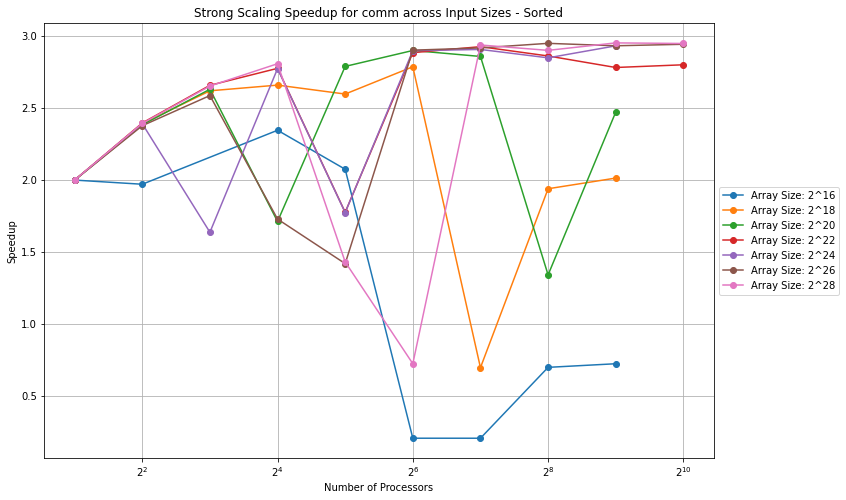 Strong Scaling Speedup for comm across Input Sizes - Sorted
3.0
2.5
2.0
1.5
1.0
0.5
Speedup
2^2
2^4
2^6
2^8
2^10
Number of Processors
Array Size: 2^16
Array Size: 2^18
Array Size: 2^20
Array Size: 2^22
Array Size: 2^24
Array Size: 2^26
Array Size: 2^28